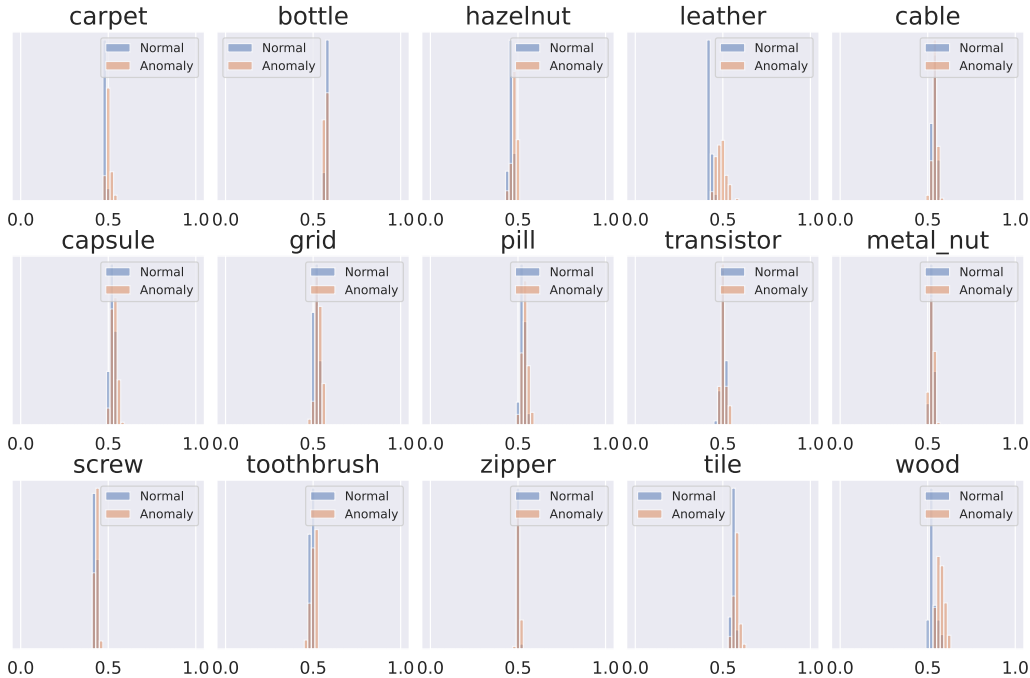 carpet bottle hazelnut leather cable
Normal Normal Normal Normal Normal
Anomaly Anomaly Anomaly Anomaly Anomaly
0.0 0.5 1.0 0.0 0.5 1.0 0.0 0.5 1.0 0.0 0.5 1.0 0.0 0.5 1.0
capsule grid pill transistor metal_nut
Normal Normal Normal Normal Normal
Anomaly Anomaly Anomaly Anomaly Anomaly
0.0 0.5 1.0 0.0 0.5 1.0 0.0 0.5 1.0 0.0 0.5 1.0 0.0 0.5 1.0
screw toothbrush zipper tile wood
Normal Normal Normal Normal Normal
Anomaly Anomaly Anomaly Anomaly Anomaly
0.0 0.5 1.0 0.0 0.5 1.0 0.0 0.5 1.0 0.0 0.5 1.0 0.0 0.5 1.0